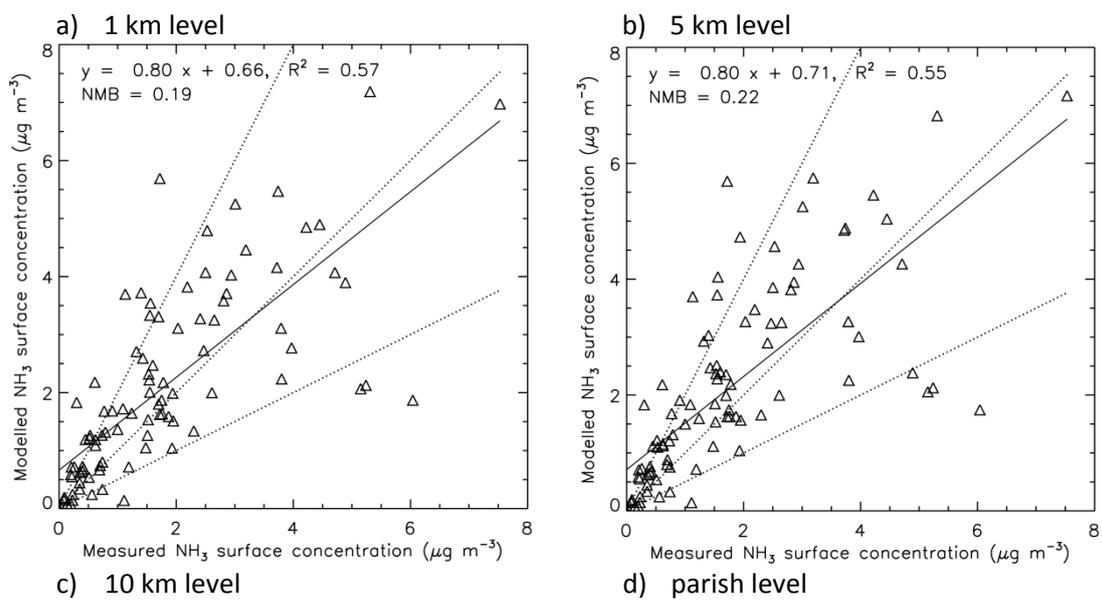 a) 1 km level
y = 0.80 x + 0.66, R² = 0.57
NMB = 0.19
Modelled NH₃ surface concentration (μg m⁻³)
8
6
4
2
0
0 2 4 6 8
Measured NH₃ surface concentration (μg m⁻³)
b) 5 km level
y = 0.80 x + 0.71, R² = 0.55
NMB = 0.22
Modelled NH₃ surface concentration (μg m⁻³)
8
6
4
2
0
0 2 4 6 8
Measured NH₃ surface concentration (μg m⁻³)
c) 10 km level
d) parish level